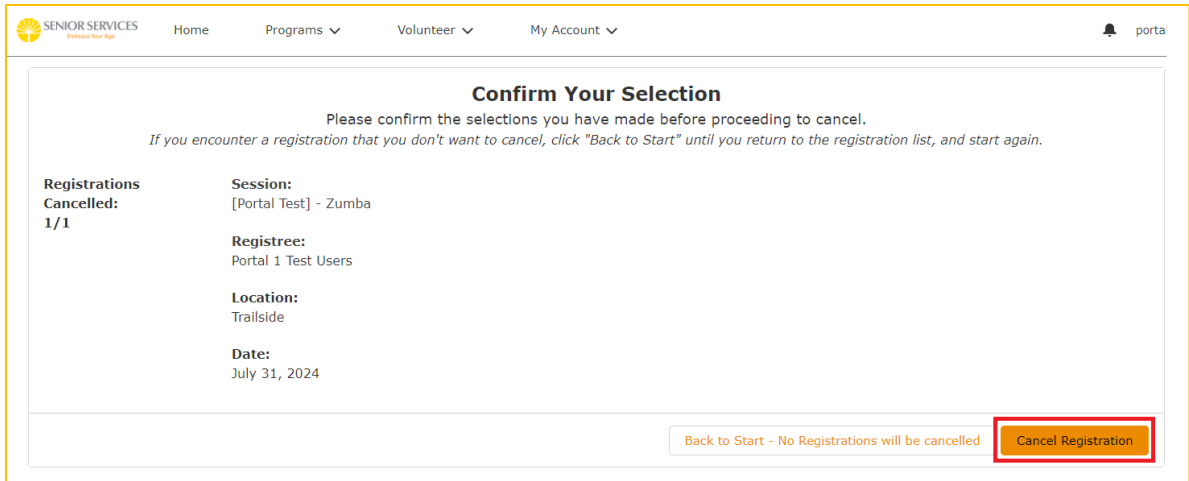 SENIOR SERVICES
Embrace Your Age
Home Programs Volunteer My Account porta
Confirm Your Selection
Please confirm the selections you have made before proceeding to cancel.
If you encounter a registration that you don't want to cancel, click "Back to Start" until you return to the registration list, and start again.
Registrations
Cancelled:
1/1
Session:
[Portal Test] - Zumba
Registree:
Portal 1 Test Users
Location:
Trailside
Date:
July 31, 2024
Back to Start - No Registrations will be cancelled Cancel Registration